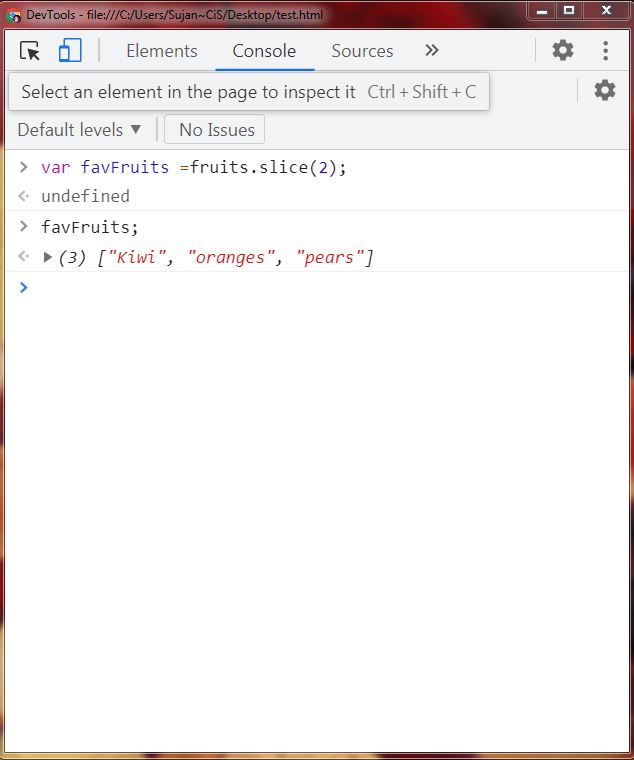 DevTools - file:///C:/Users/Sujan~CiS/Desktop/test.html
Elements Console Sources »
Select an element in the page to inspect it Ctrl + Shift + C
Default levels ▼ No Issues
> var favFruits =fruits.slice(2);
undefined
> favFruits;
▶ (3) ["Kiwi", "oranges", "pears"]
>